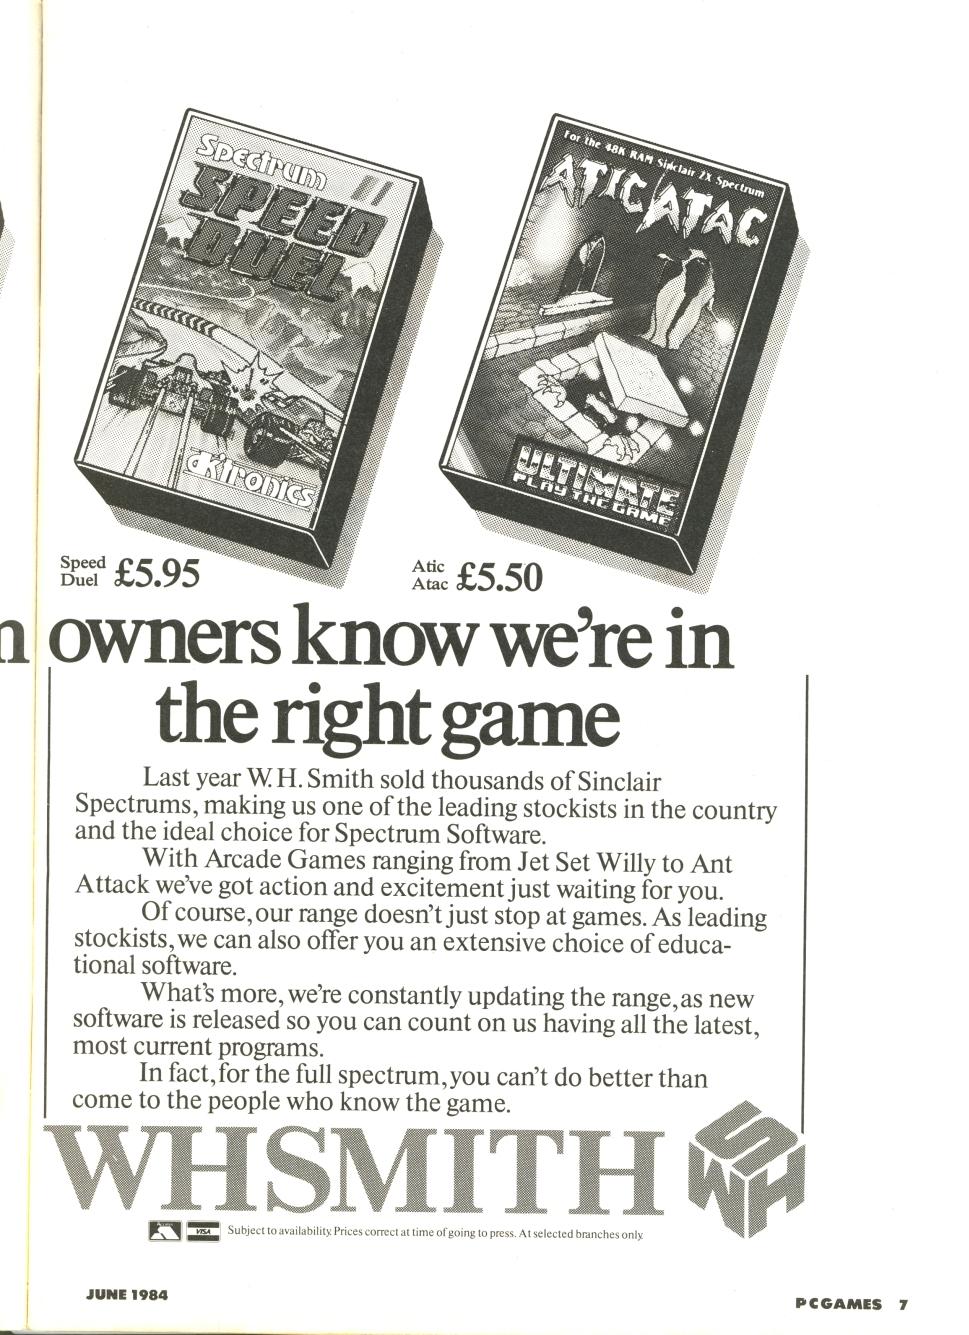 Spectrum
SPEED
DUEL
dKtronics
For the 48K RAM Sinclair ZX Spectrum
ATIC ATAC
ULTIMATE
PLAY THE GAME
Speed
Duel £5.95
Atic
Atac £5.50
n owners know we're in
the right game
Last year W.H. Smith sold thousands of Sinclair
Spectrums, making us one of the leading stockists in the country
and the ideal choice for Spectrum Software.
With Arcade Games ranging from Jet Set Willy to Ant
Attack we've got action and excitement just waiting for you.
Of course, our range doesn't just stop at games. As leading
stockists, we can also offer you an extensive choice of educa-
tional software.
What's more, we're constantly updating the range, as new
software is released so you can count on us having all the latest,
most current programs.
In fact, for the full spectrum, you can't do better than
come to the people who know the game.
WHSMITH
WHS
Access
VISA
Subject to availability. Prices correct at time of going to press. At selected branches only.
JUNE 1984
PCGAMES 7